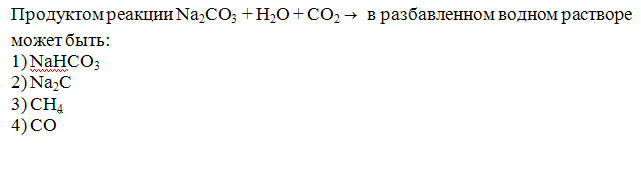 Продуктом реакции Na₂CO₃ + H₂O + CO₂ → в разбавленном водном растворе
может быть:
1) NaHCO₃
2) Na₂C
3) CH₄
4) CO